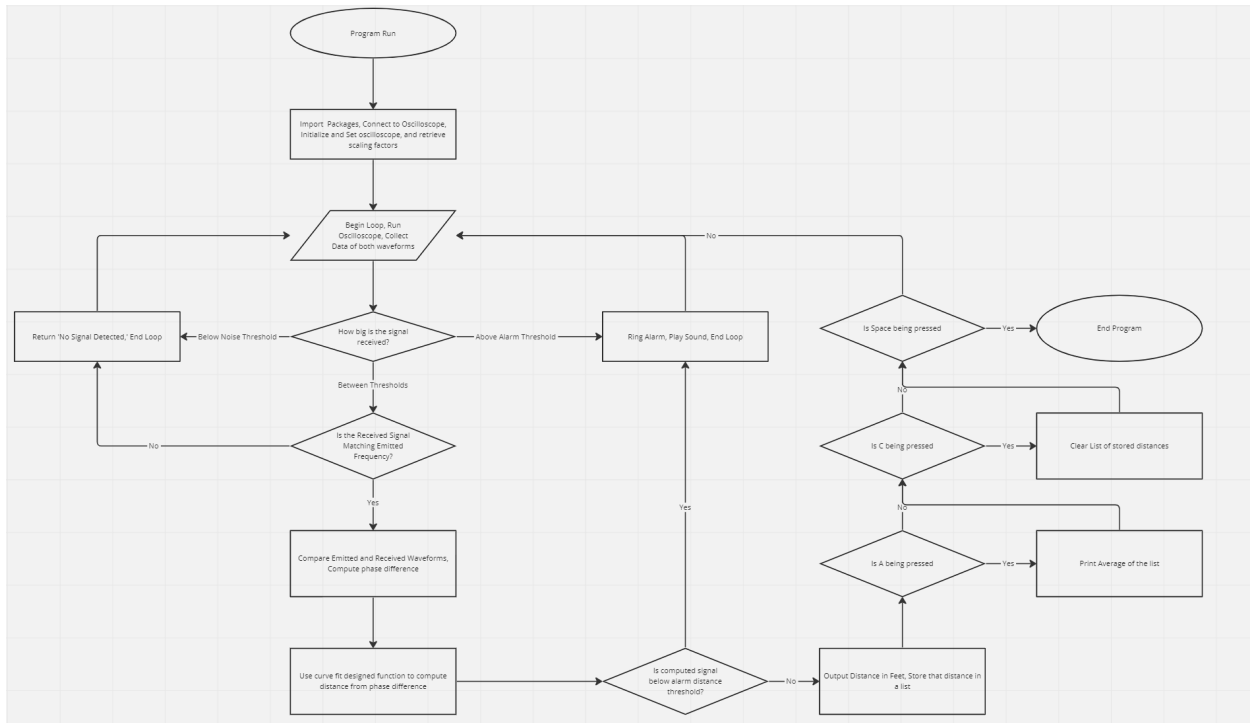 Program Run
Import  Packages, Connect to Oscilloscope,
Initialize and Set oscilloscope, and retrieve
scaling factors
Begin Loop, Run
Oscilloscope, Collect
Data of both waveforms
No
Return 'No Signal Detected,' End Loop
Below Noise Threshold
How big is the signal
received?
Above Alarm Threshold
Ring Alarm, Play Sound, End Loop
Is Space being pressed
Yes
End Program
Between Thresholds
No
No
Is the Received Signal
Matching Emitted
Frequency?
Is C being pressed
Yes
Clear List of stored distances
Yes
Yes
No
Compare Emitted and Received Waveforms,
Compute phase difference
Is A being pressed
Yes
Print Average of the list
Use curve fit designed function to compute
distance from phase difference
Is computed signal
below alarm distance
threshold?
No
Output Distance in Feet, Store that distance in
a list